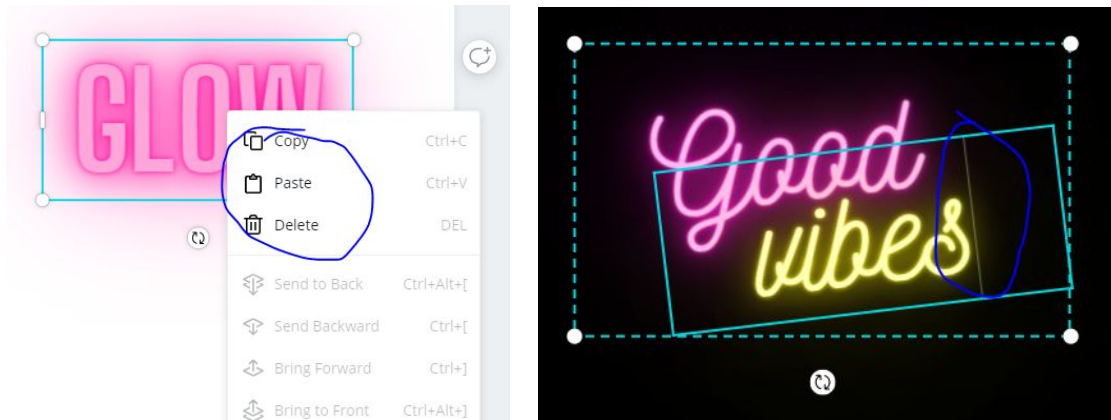 GLOW
Copy Ctrl+C
Paste Ctrl+V
Delete DEL
Send to Back Ctrl+Alt+[
Send Backward Ctrl+[
Bring Forward Ctrl+]
Bring to Front Ctrl+Alt+]
Good
vibes